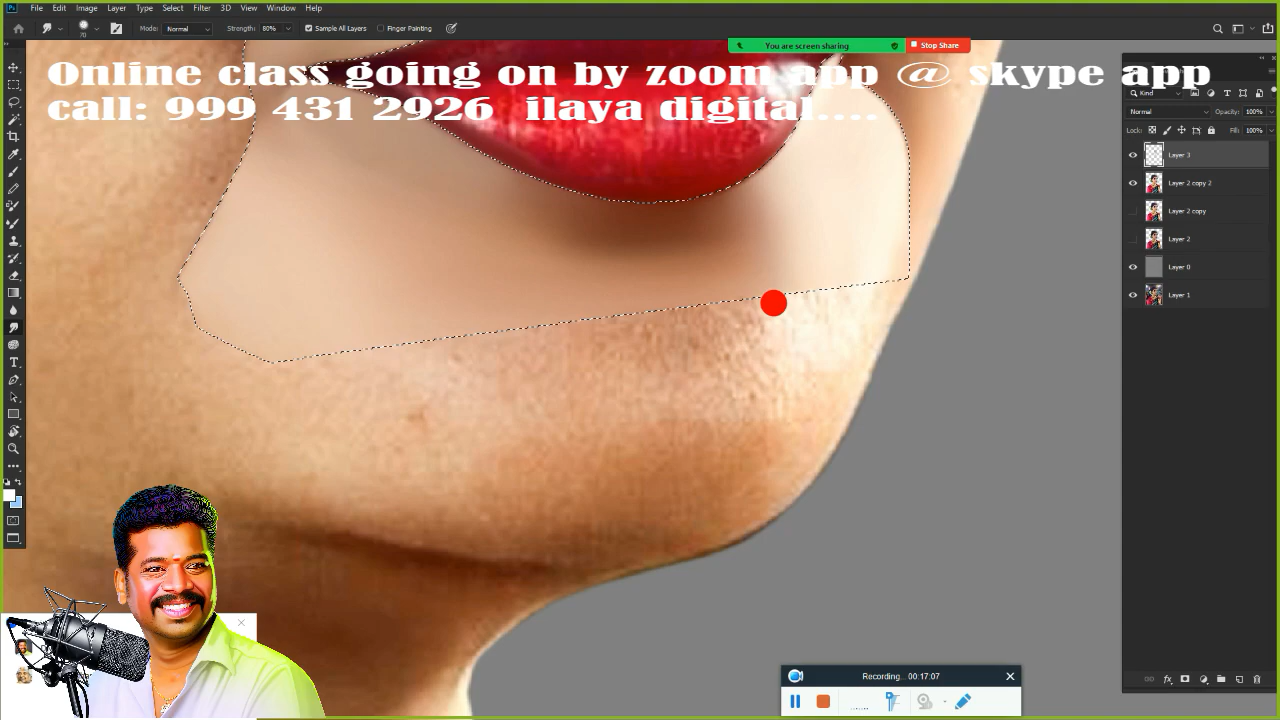 File Edit Image Layer Type Select Filter 3D View Window Help
70 Mode: Normal Strength: 80% Sample All Layers Finger Painting
You are screen sharing Stop Share
Online class going on by zoom app @ skype app
call: 999 431 2926 ilaya digital....
Kind
Normal Opacity: 100%
Lock: Fill: 100%
Layer 3
Layer 2 copy 2
Layer 2 copy
Layer 2
Layer 0
Layer 1
Recording... 00:17:07